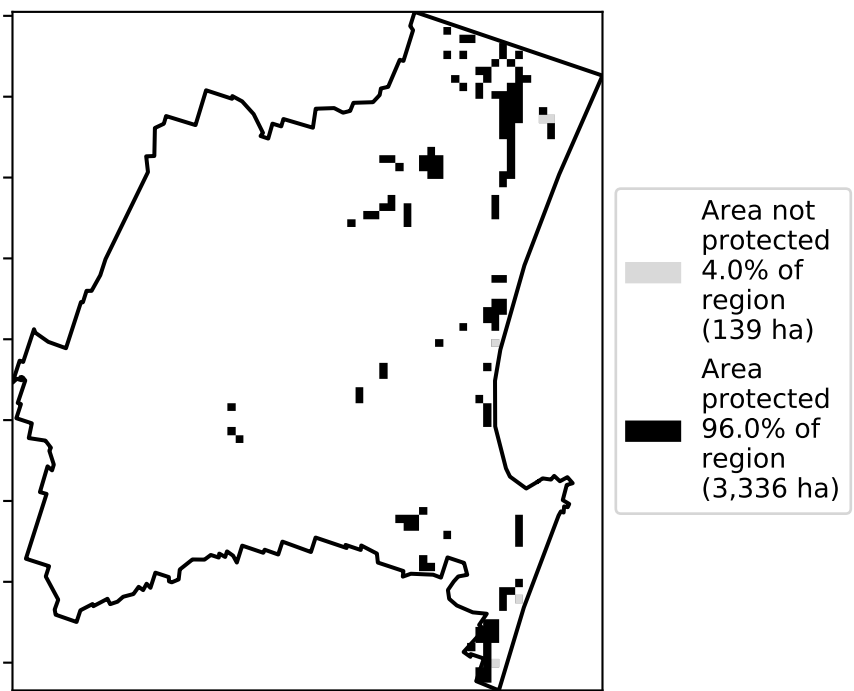 Area not
protected
4.0% of
region
(139 ha)
Area
protected
96.0% of
region
(3,336 ha)